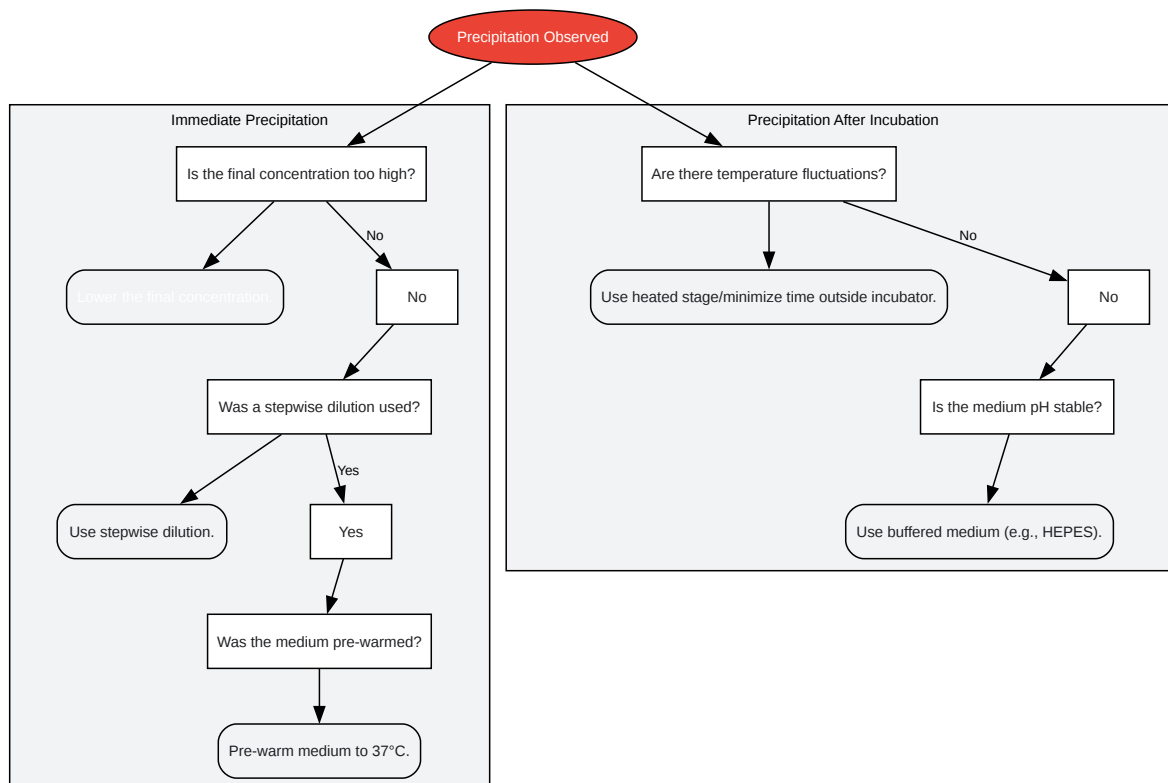 Precipitation Observed
Immediate Precipitation
Is the final concentration too high?
No
Lower the final concentration.
No
Was a stepwise dilution used?
Yes
Use stepwise dilution.
Yes
Was the medium pre-warmed?
Pre-warm medium to 37°C.
Precipitation After Incubation
Are there temperature fluctuations?
No
Use heated stage/minimize time outside incubator.
No
Is the medium pH stable?
Use buffered medium (e.g., HEPES).